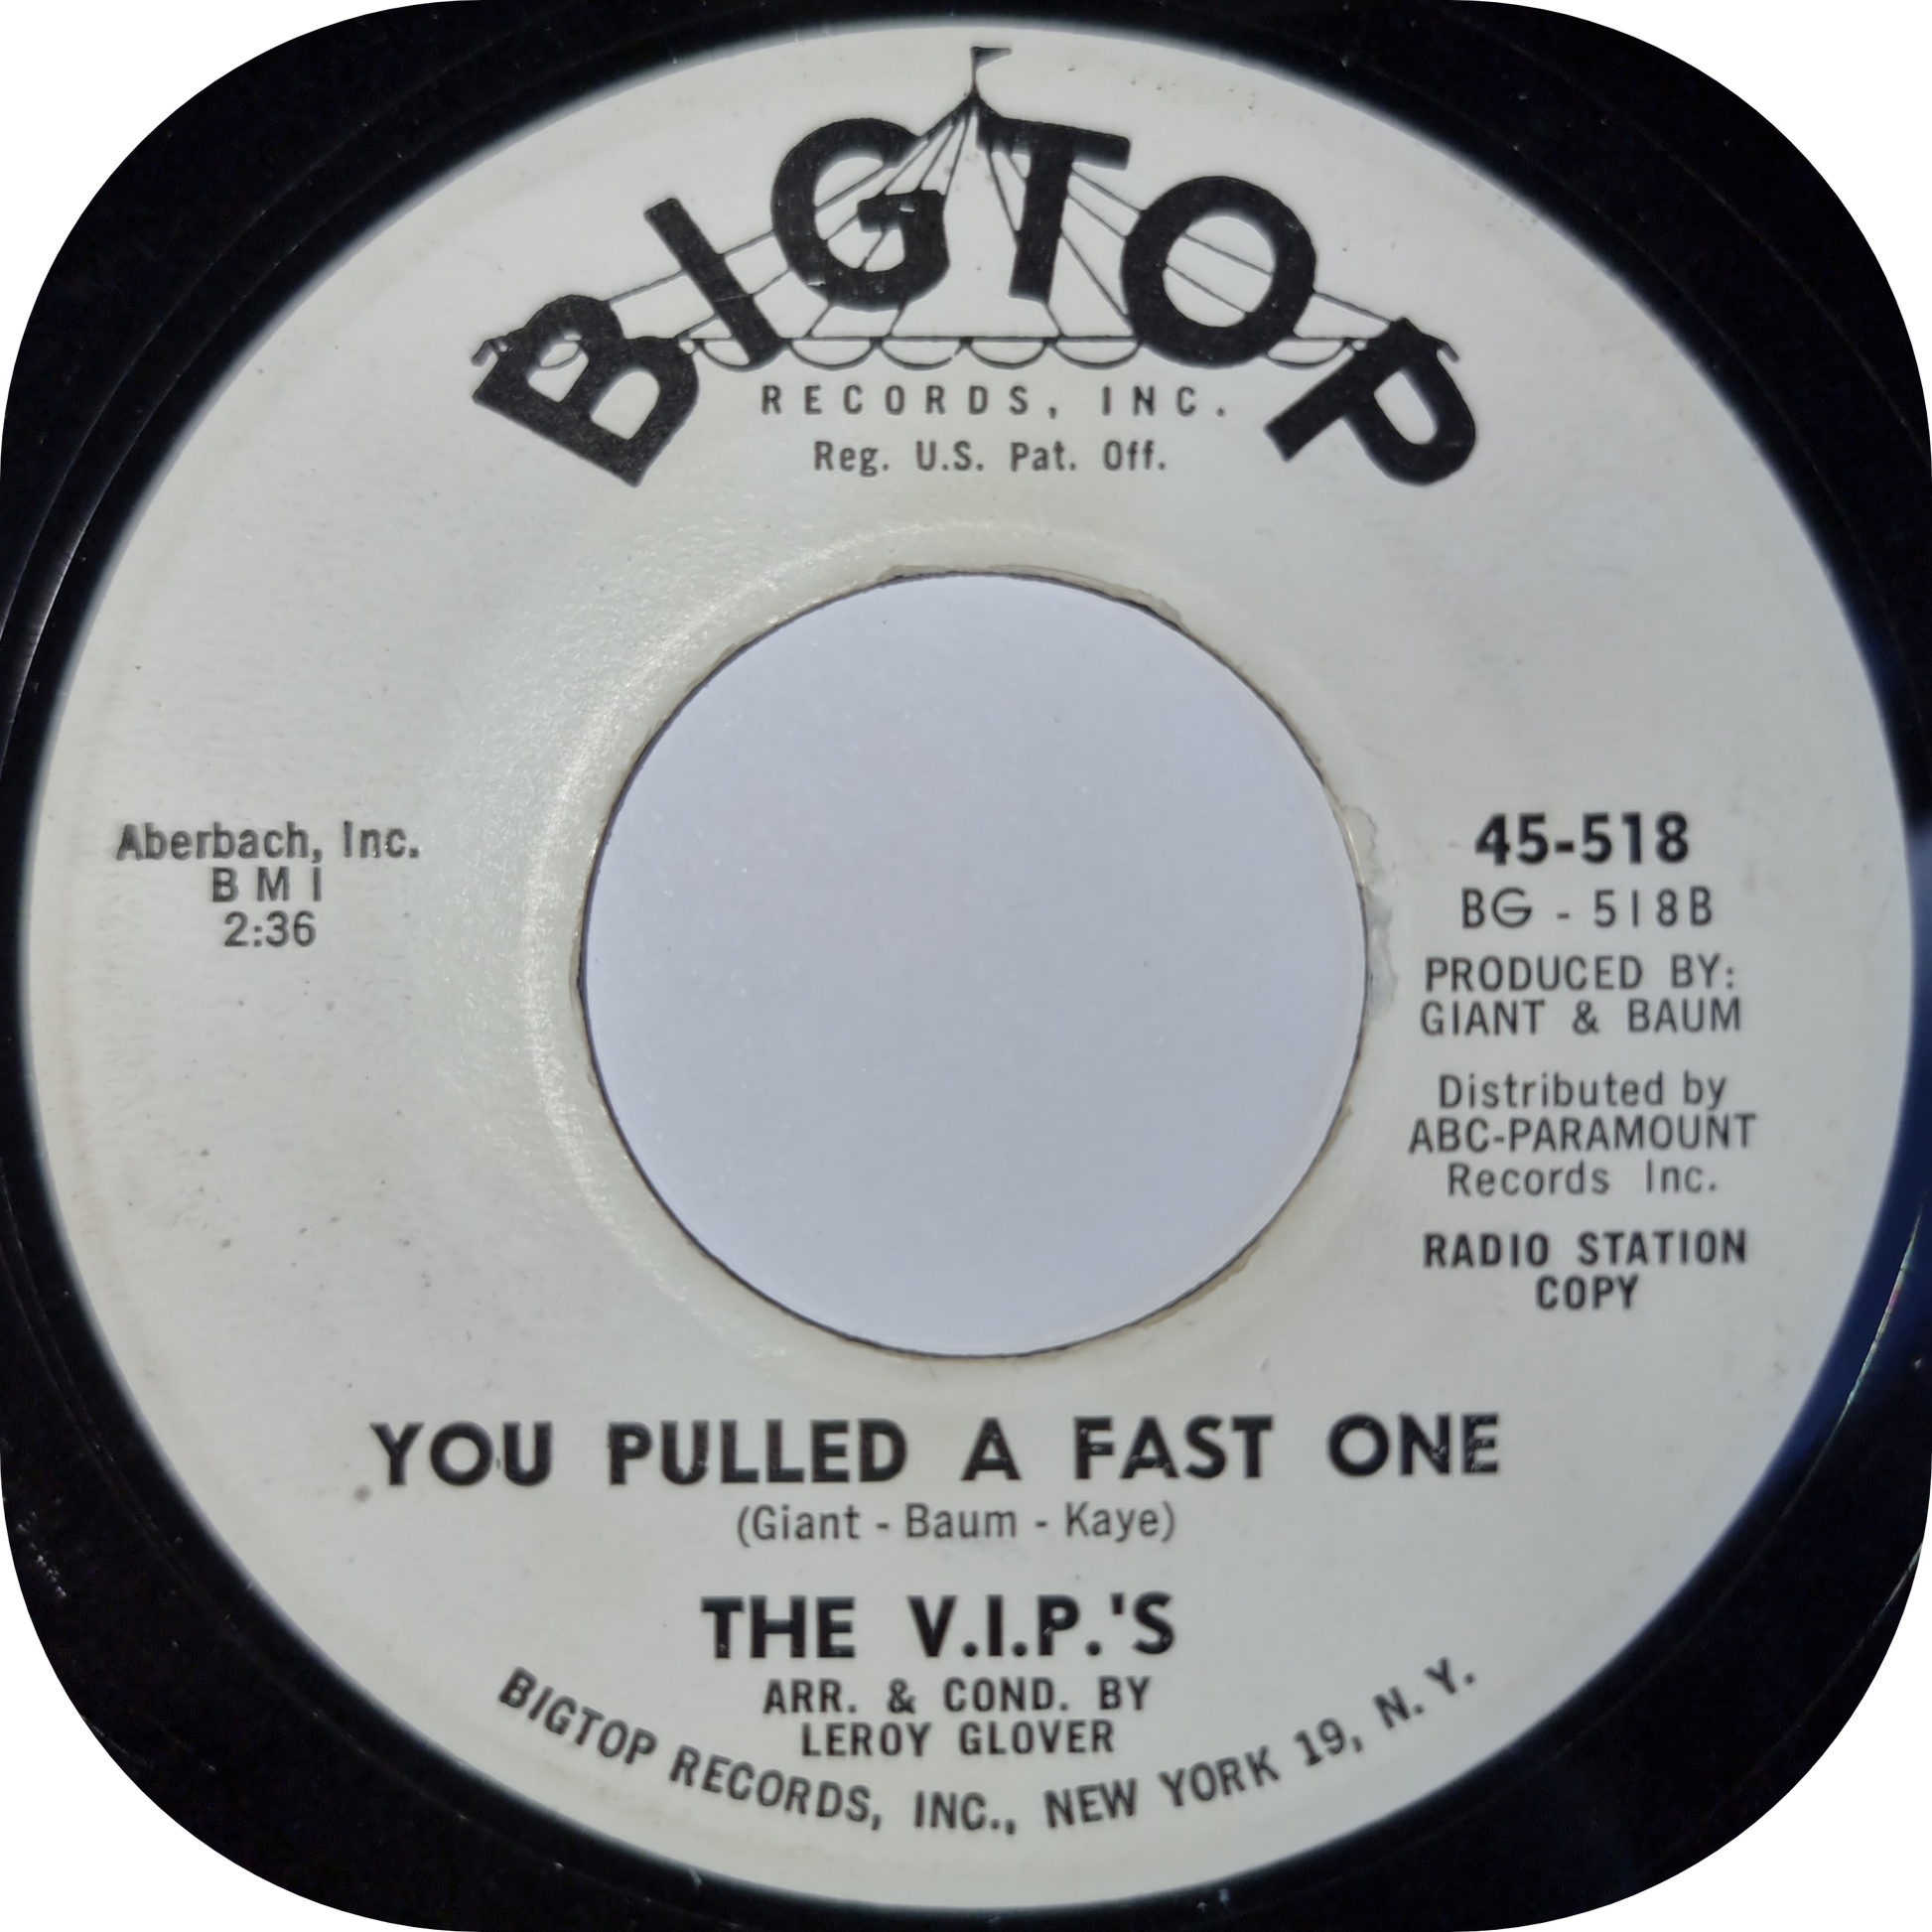 BIGTOP
RECORDS, INC.
Reg. U.S. Pat. Off.
Aberbach, Inc.
B M I
2:36
45-518
BG - 518B
PRODUCED BY:
GIANT & BAUM
Distributed by
ABC-PARAMOUNT
Records Inc.
RADIO STATION
COPY
YOU PULLED A FAST ONE
(Giant - Baum - Kaye)
THE V.I.P.'S
ARR. & COND. BY
LEROY GLOVER
BIGTOP RECORDS, INC., NEW YORK 19, N. Y.